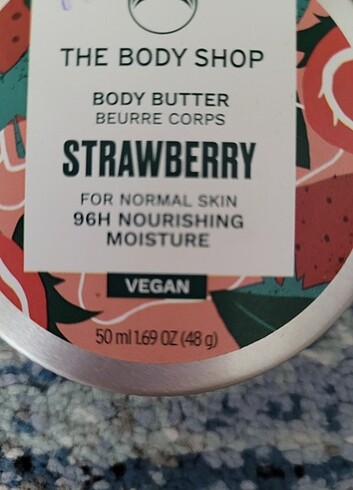 THE BODY SHOP
BODY BUTTER
BEURRE CORPS
STRAWBERRY
FOR NORMAL SKIN
96H NOURISHING
MOISTURE
VEGAN
50 ml 1.69 OZ (48 g)